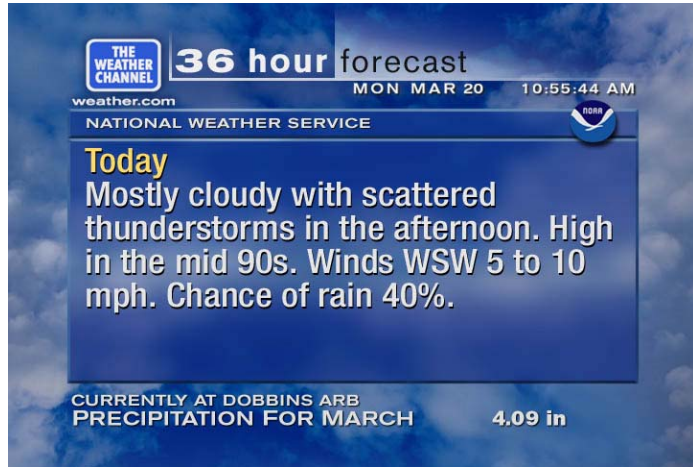 THE
WEATHER
CHANNEL
weather.com
36 hour forecast
MON MAR 20 10:55:44 AM
NATIONAL WEATHER SERVICE
NOAA
Today
Mostly cloudy with scattered
thunderstorms in the afternoon. High
in the mid 90s. Winds WSW 5 to 10
mph. Chance of rain 40%.
CURRENTLY AT DOBBINS ARB
PRECIPITATION FOR MARCH 4.09 in